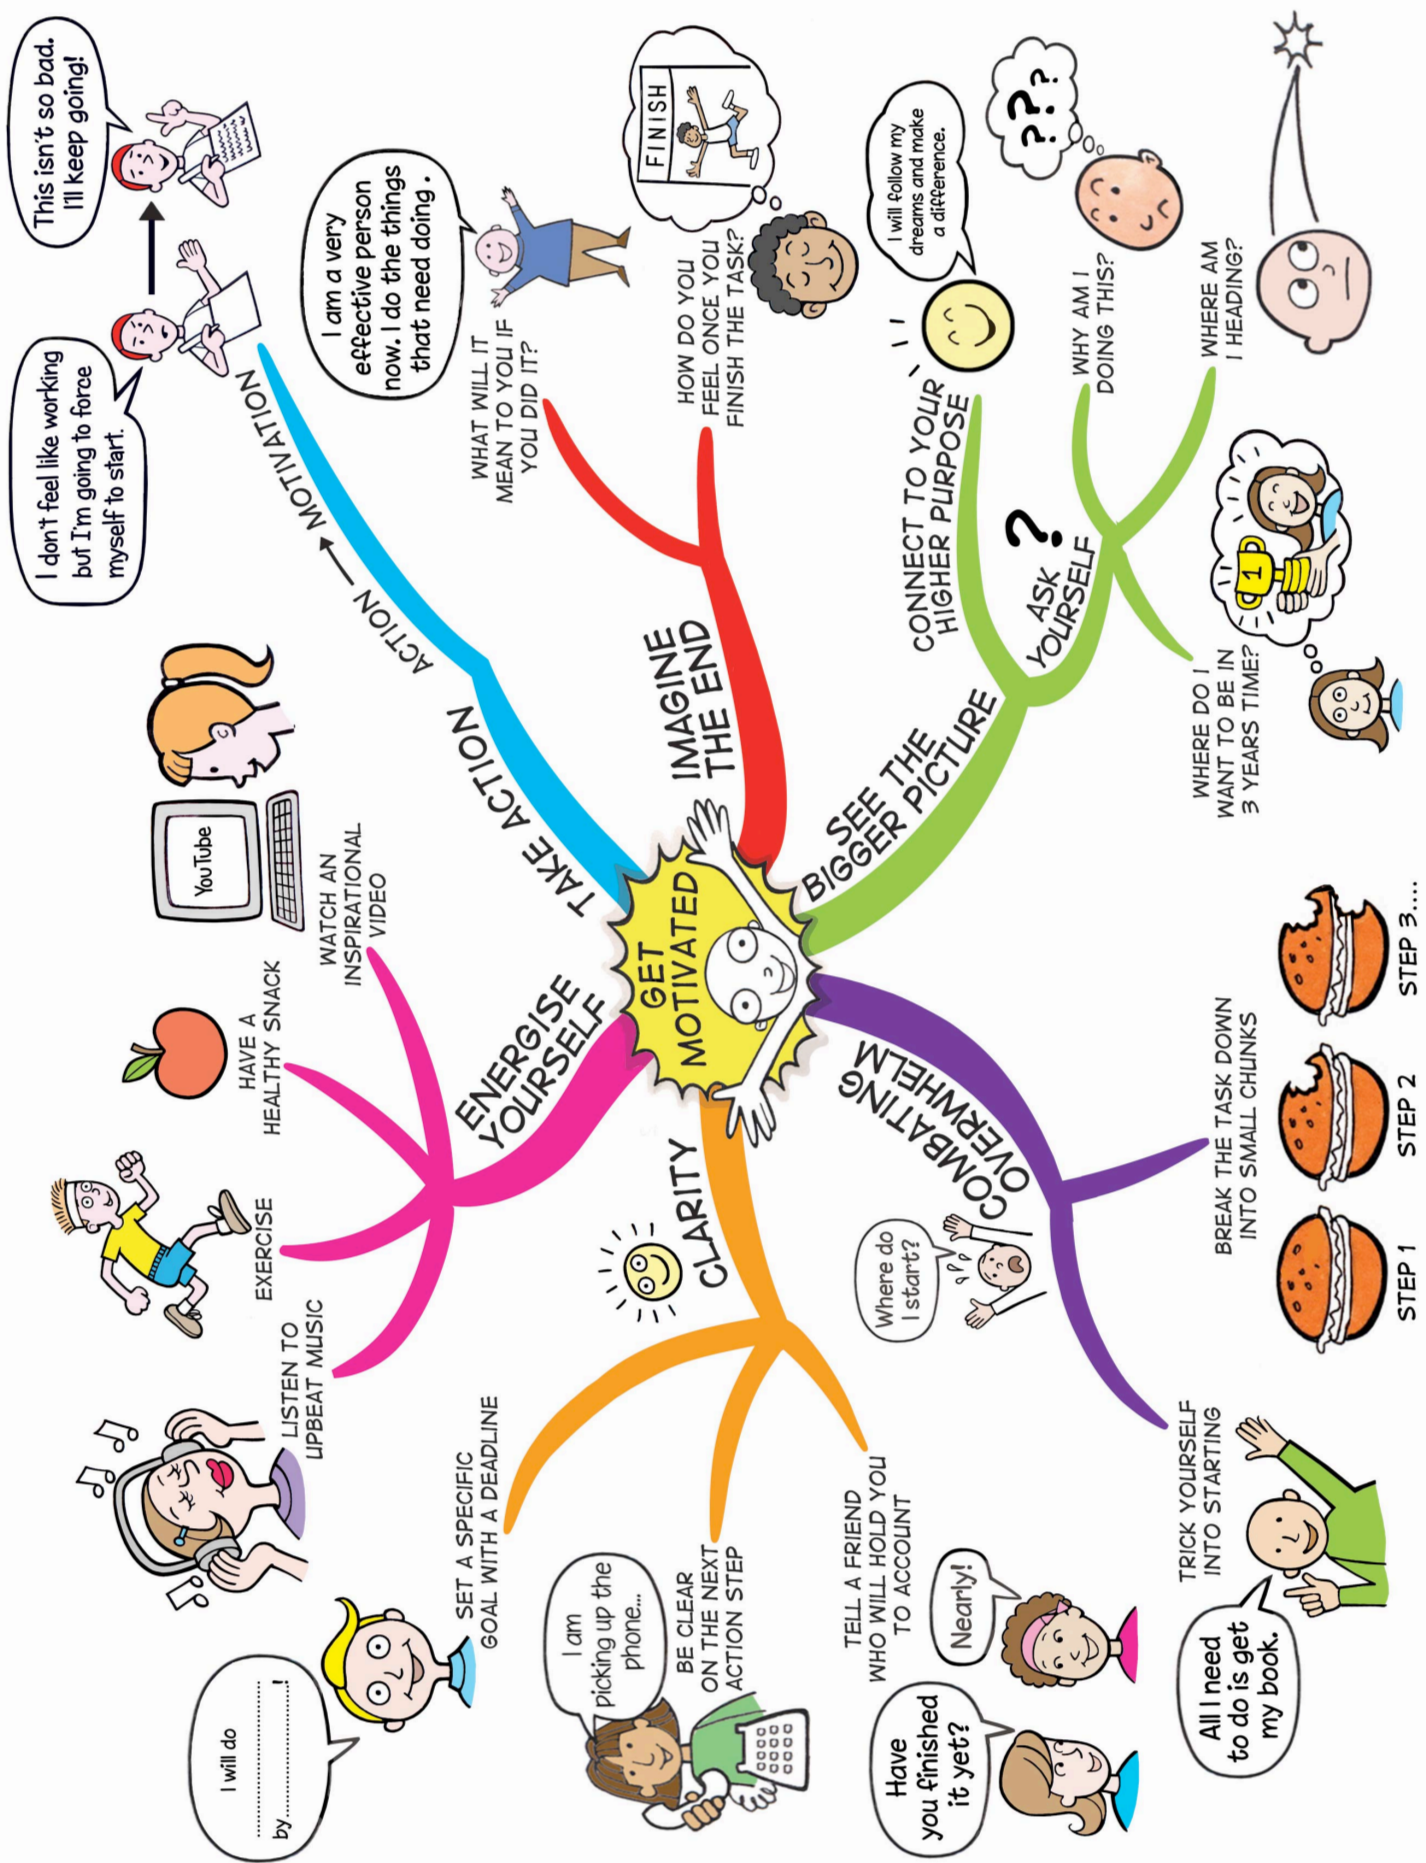 GET
MOTIVATED
TAKE ACTION
ACTION → MOTIVATION
I don't feel like working
but I'm going to force
myself to start.
This isn't so bad.
I'll keep going!
IMAGINE
THE END
WHAT WILL IT
MEAN TO YOU IF
YOU DID IT?
I am a very
effective person
now. I do the things
that need doing .
HOW DO YOU
FEEL ONCE YOU
FINISH THE TASK?
FINISH
SEE THE
BIGGER PICTURE
CONNECT TO YOUR
HIGHER PURPOSE
I will follow my
dreams and make
a difference.
ASK
YOURSELF
?
WHY AM I
DOING THIS?
???
WHERE AM
I HEADING?
WHERE DO I
WANT TO BE IN
3 YEARS TIME?
1
COMBATING
OVERWHELM
Where do
I start?
BREAK THE TASK DOWN
INTO SMALL CHUNKS
STEP 1
STEP 2
STEP 3....
TRICK YOURSELF
INTO STARTING
All I need
to do is get
my book.
CLARITY
TELL A FRIEND
WHO WILL HOLD YOU
TO ACCOUNT
Have
you finished
it yet?
Nearly!
BE CLEAR
ON THE NEXT
ACTION STEP
I am
picking up the
phone...
SET A SPECIFIC
GOAL WITH A DEADLINE
I will do
..........................
by.....................!
ENERGISE
YOURSELF
LISTEN TO
UPBEAT MUSIC
EXERCISE
HAVE A
HEALTHY SNACK
WATCH AN
INSPIRATIONAL
VIDEO
YouTube